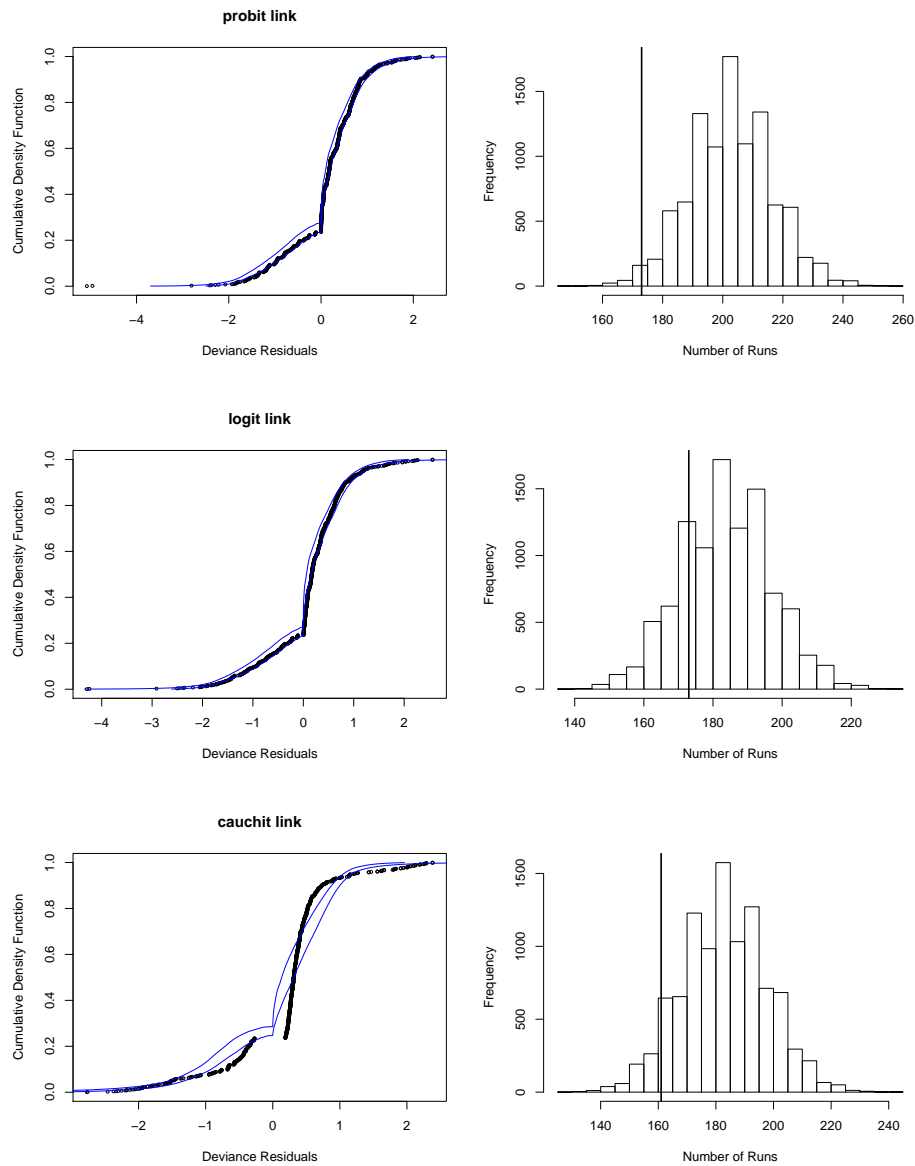 probit link
Cumulative Density Function
0.0 0.2 0.4 0.6 0.8 1.0
−4 −2 0 2
Deviance Residuals
Frequency
0 500 1000 1500
160 180 200 220 240 260
Number of Runs
logit link
Cumulative Density Function
0.0 0.2 0.4 0.6 0.8 1.0
−4 −3 −2 −1 0 1 2
Deviance Residuals
Frequency
0 500 1000 1500
140 160 180 200 220
Number of Runs
cauchit link
Cumulative Density Function
0.0 0.2 0.4 0.6 0.8 1.0
−2 −1 0 1 2
Deviance Residuals
Frequency
0 500 1000 1500
140 160 180 200 220 240
Number of Runs